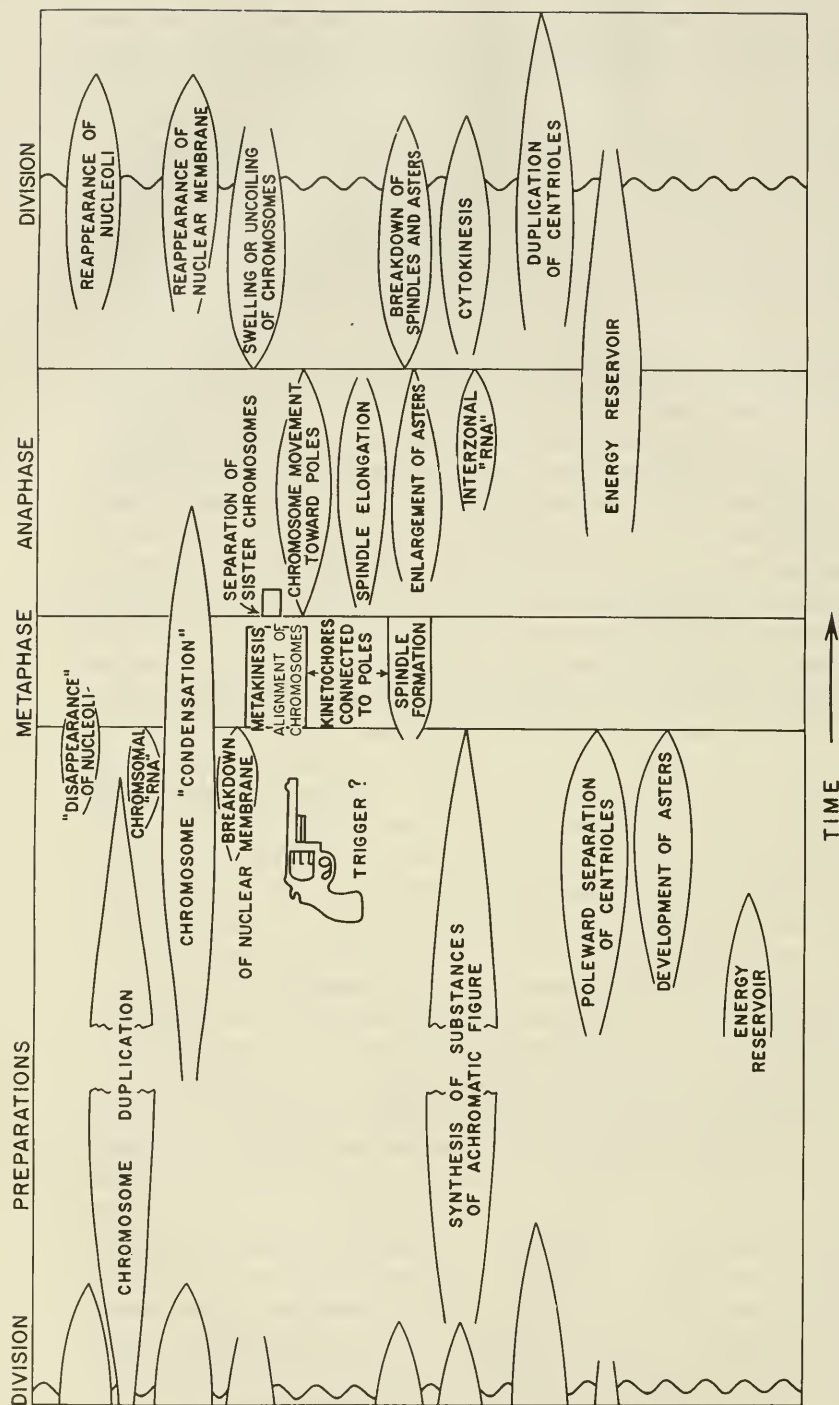 DIVISION
PREPARATIONS
METAPHASE
ANAPHASE
DIVISION
"DISAPPEARANCE"
OF NUCLEOLI
REAPPEARANCE OF
NUCLEOLI
CHROMOSOME DUPLICATION
CHROMSOMAL
"RNA"
CHROMOSOME "CONDENSATION"
REAPPEARANCE OF
NUCLEAR MEMBRANE
BREAKDOWN
OF NUCLEAR MEMBRANE
SEPARATION OF
SISTER CHROMOSOMES
SWELLING OR UNCOILING
OF CHROMOSOMES
METAKINESIS
ALIGNMENT OF
CHROMOSOMES
CHROMOSOME MOVEMENT
TOWARD POLES
TRIGGER ?
KINETOCHORES
CONNECTED
TO POLES
SPINDLE ELONGATION
SPINDLE
FORMATION
ENLARGEMENT OF ASTERS
BREAKDOWN OF
SPINDLES AND ASTERS
SYNTHESIS OF SUBSTANCES
OF ACHROMATIC FIGURE
INTERZONAL
"RNA"
CYTOKINESIS
DUPLICATION
OF CENTRIOLES
POLEWARD SEPARATION
OF CENTRIOLES
ENERGY RESERVOIR
DEVELOPMENT OF ASTERS
ENERGY
RESERVOIR
TIME